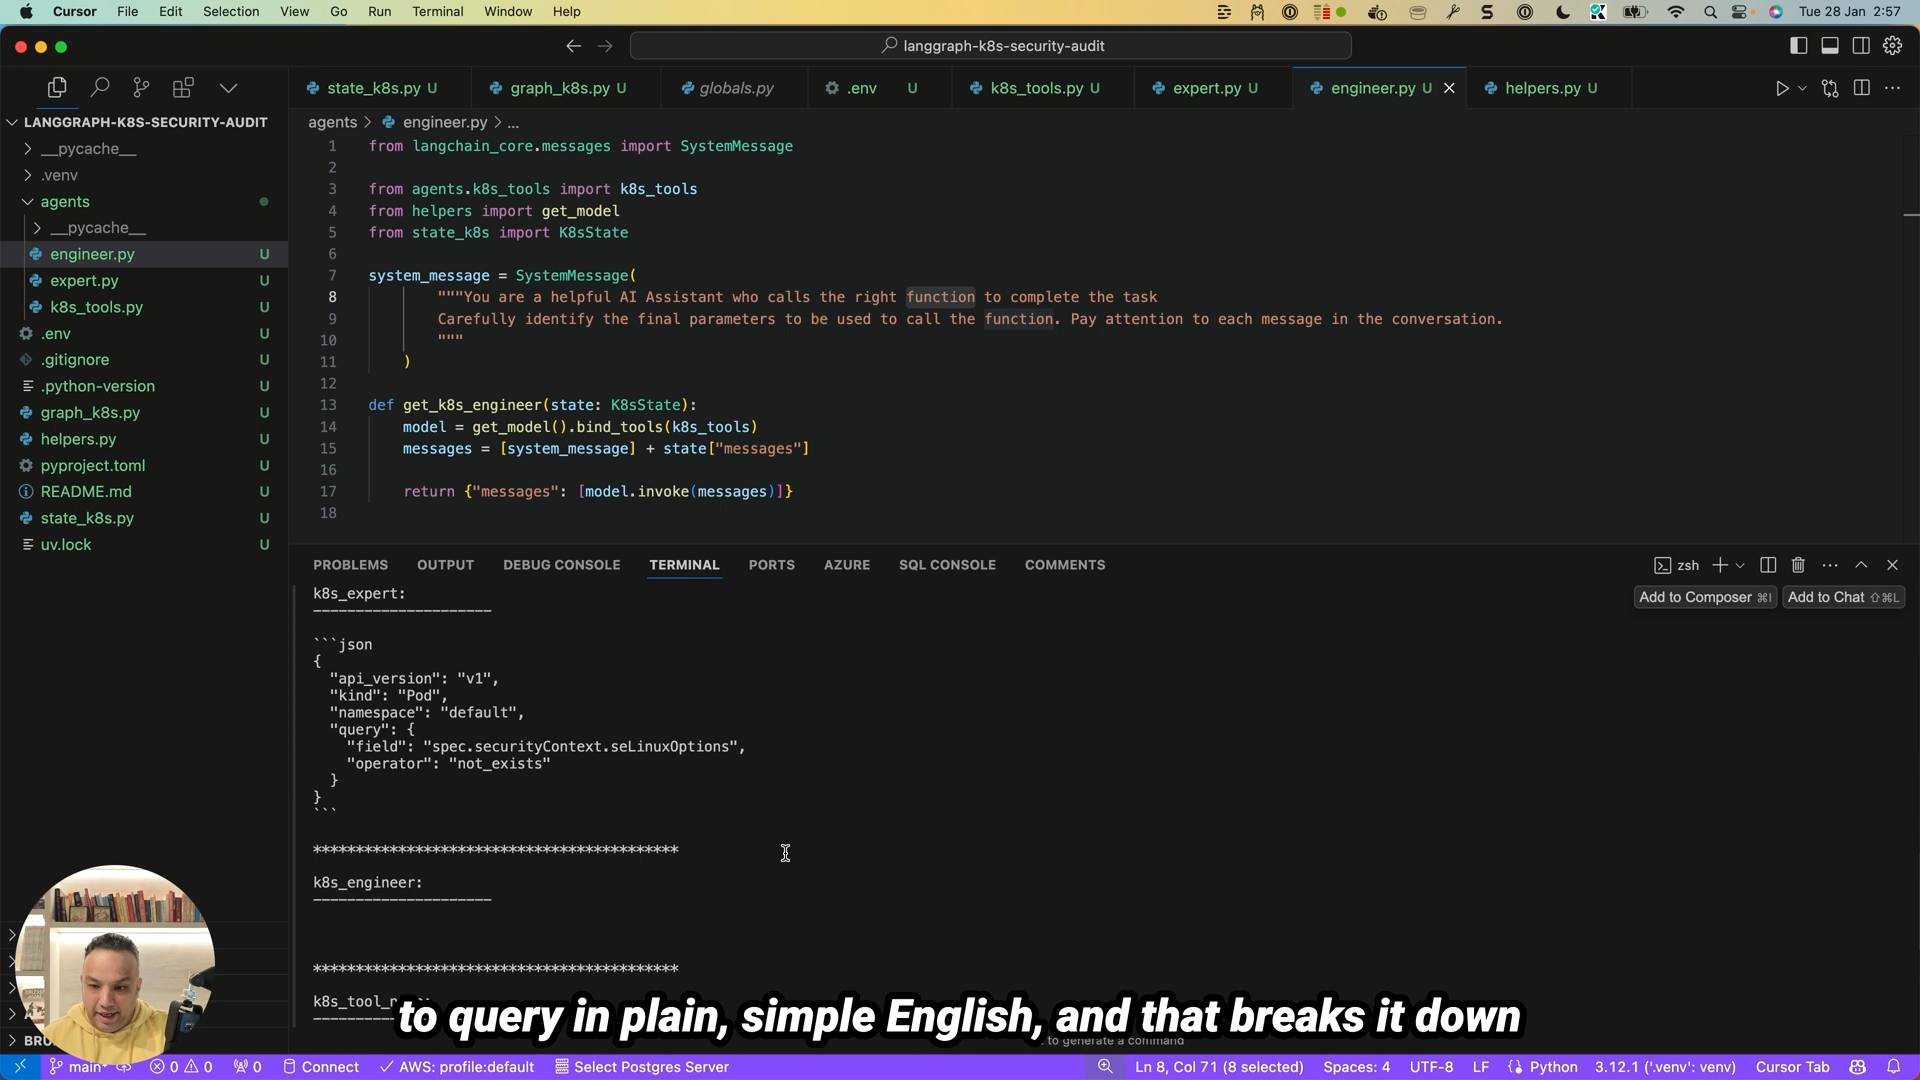 Cursor File Edit Selection View Go Run Terminal Window Help
Tue 28 Jan 2:57
langgraph-k8s-security-audit
state_k8s.py U
graph_k8s.py U
globals.py
.env U
k8s_tools.py U
expert.py U
engineer.py U
helpers.py U
LANGGRAPH-K8S-SECURITY-AUDIT
__pycache__
.venv
agents
__pycache__
engineer.py U
expert.py U
k8s_tools.py U
.env U
.gitignore U
.python-version U
graph_k8s.py U
helpers.py U
pyproject.toml U
README.md U
state_k8s.py U
uv.lock U
agents > engineer.py > ...
1 from langchain_core.messages import SystemMessage
2
3 from agents.k8s_tools import k8s_tools
4 from helpers import get_model
5 from state_k8s import K8sState
6
7 system_message = SystemMessage(
8 """You are a helpful AI Assistant who calls the right function to complete the task
9 Carefully identify the final parameters to be used to call the function. Pay attention to each message in the conversation.
10 """
11 )
12
13 def get_k8s_engineer(state: K8sState):
14 model = get_model().bind_tools(k8s_tools)
15 messages = [system_message] + state["messages"]
16
17 return {"messages": [model.invoke(messages)]}
18
PROBLEMS OUTPUT DEBUG CONSOLE TERMINAL PORTS AZURE SQL CONSOLE COMMENTS
zsh
Add to Composer ⌘I Add to Chat ⇧⌘L
k8s_expert:
---------------------
```json
{
"api_version": "v1",
"kind": "Pod",
"namespace": "default",
"query": {
"field": "spec.securityContext.seLinuxOptions",
"operator": "not_exists"
}
}
```
*******************************************
k8s_engineer:
---------------------
*******************************************
to query in plain, simple English, and that breaks it down
to generate a command
main* 0 0 0 Connect AWS: profile:default Select Postgres Server
Ln 8, Col 71 (8 selected) Spaces: 4 UTF-8 LF Python 3.12.1 ('.venv': venv) Cursor Tab